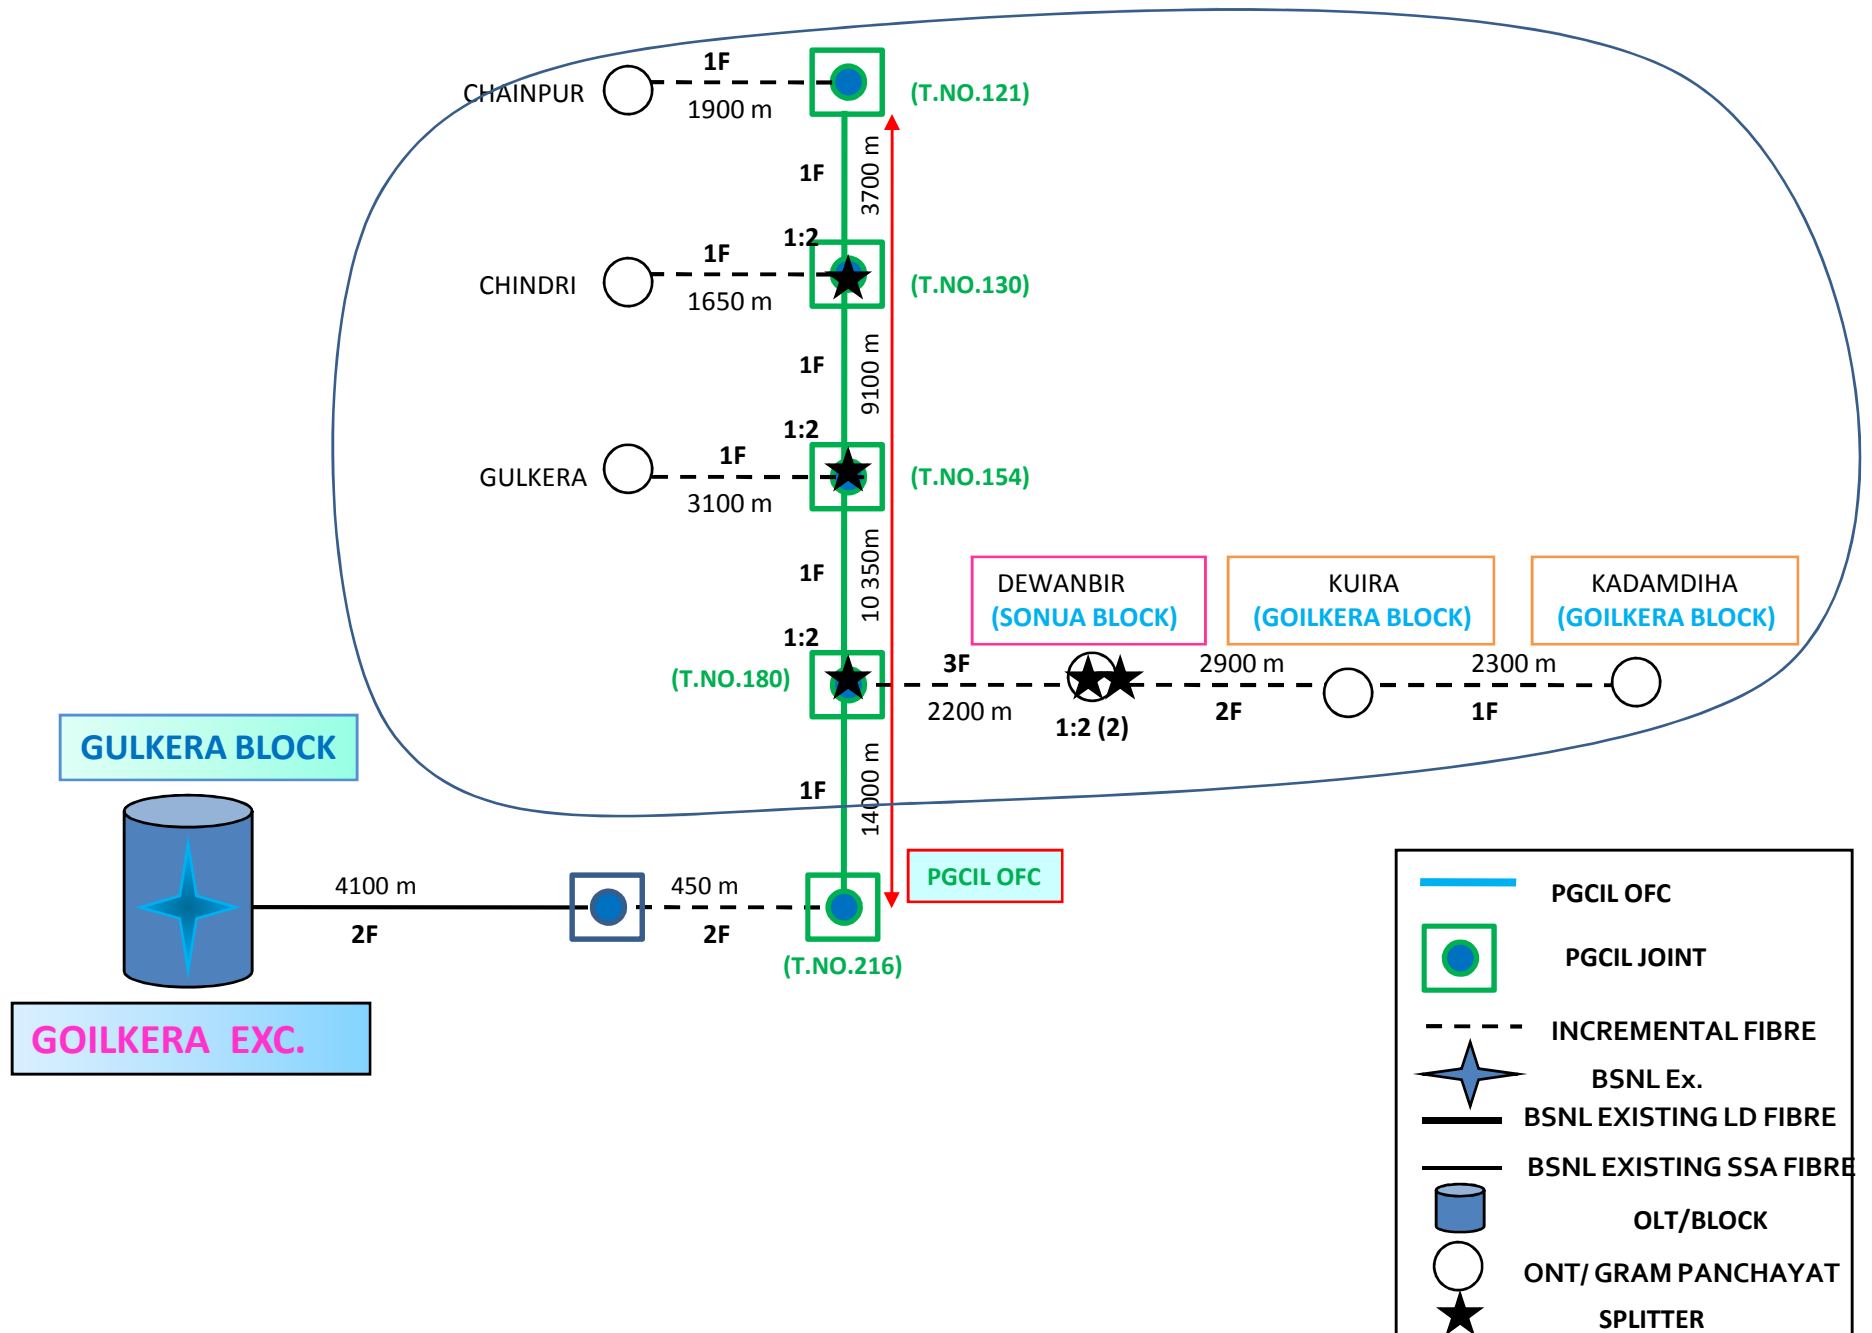 1F
CHAINPUR
1900 m
(T.NO.121)
1F
3700 m
1:2
1F
CHINDRI
1650 m
(T.NO.130)
1F
9100 m
1:2
1F
GULKERA
3100 m
(T.NO.154)
1F
10 350m
1:2
(T.NO.180)
DEWANBIR
(SONUA BLOCK)
KUIRA
(GOILKERA BLOCK)
KADAMDIHA
(GOILKERA BLOCK)
3F
2200 m
1:2 (2)
2900 m
2F
2300 m
1F
1F
14000 m
GULKERA BLOCK
4100 m
2F
450 m
2F
PGCIL OFC
(T.NO.216)
GOILKERA EXC.
PGCIL OFC
PGCIL JOINT
INCREMENTAL FIBRE
BSNL Ex.
BSNL EXISTING LD FIBRE
BSNL EXISTING SSA FIBRE
OLT/BLOCK
ONT/ GRAM PANCHAYAT
SPLITTER